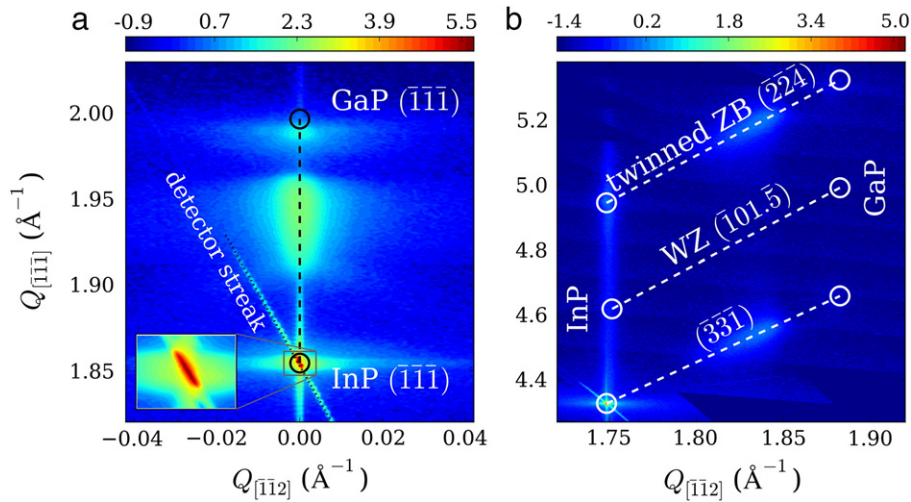 a
−0.9 0.7 2.3 3.9 5.5
GaP (1̄1̄1̄)
detector streak
InP (1̄1̄1̄)
2.00
1.95
1.90
1.85
Q[1̄1̄1̄] (Å⁻¹)
−0.04 −0.02 0.00 0.02 0.04
Q[1̄1̄2] (Å⁻¹)
b
−1.4 0.2 1.8 3.4 5.0
twinned ZB (2̄2̄4̄)
WZ (1̄01.5̄)
(3̄3̄1̄)
InP
GaP
5.2
5.0
4.8
4.6
4.4
Q[1̄1̄1̄] (Å⁻¹)
1.75 1.80 1.85 1.90
Q[1̄1̄2] (Å⁻¹)